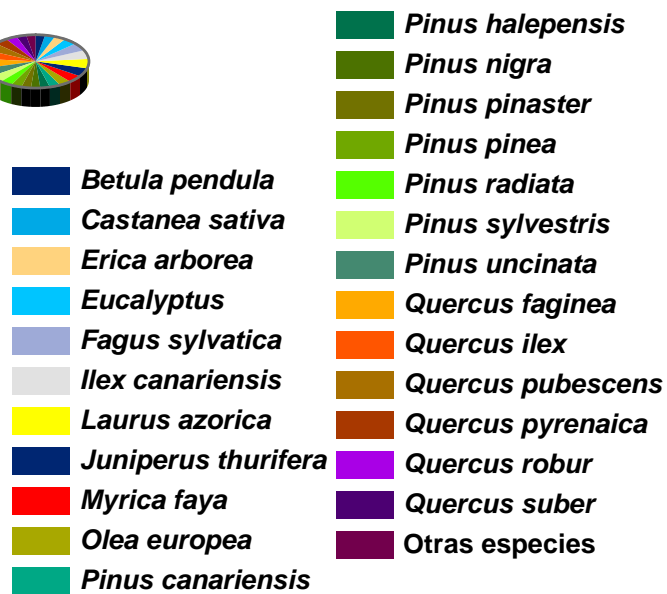 Betula pendula
Castanea sativa
Erica arborea
Eucalyptus
Fagus sylvatica
Ilex canariensis
Laurus azorica
Juniperus thurifera
Myrica faya
Olea europea
Pinus canariensis
Pinus halepensis
Pinus nigra
Pinus pinaster
Pinus pinea
Pinus radiata
Pinus sylvestris
Pinus uncinata
Quercus faginea
Quercus ilex
Quercus pubescens
Quercus pyrenaica
Quercus robur
Quercus suber
Otras especies